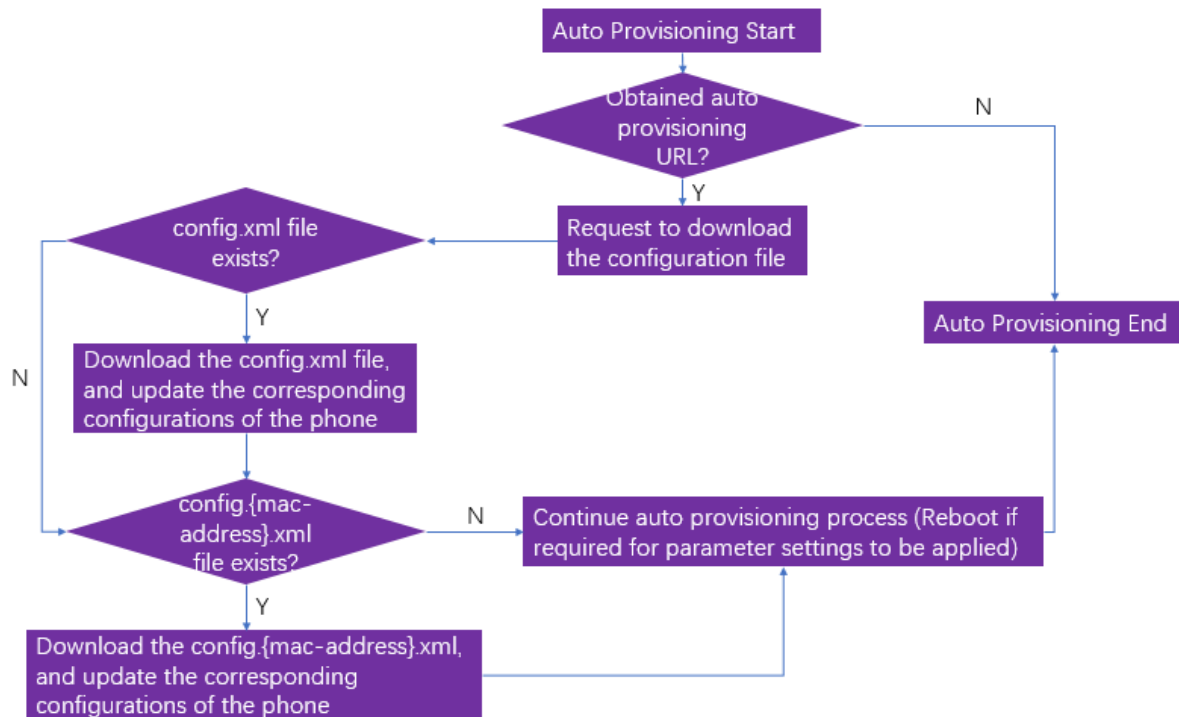 Auto Provisioning Start
Obtained auto
provisioning
URL?
N
Y
Request to download
the configuration file
config.xml file
exists?
Y
N
Auto Provisioning End
Download the config.xml file,
and update the corresponding
configurations of the phone
config.{mac-
address}.xml
file exists?
N
Continue auto provisioning process (Reboot if
required for parameter settings to be applied)
Y
Download the config.{mac-address}.xml,
and update the corresponding
configurations of the phone